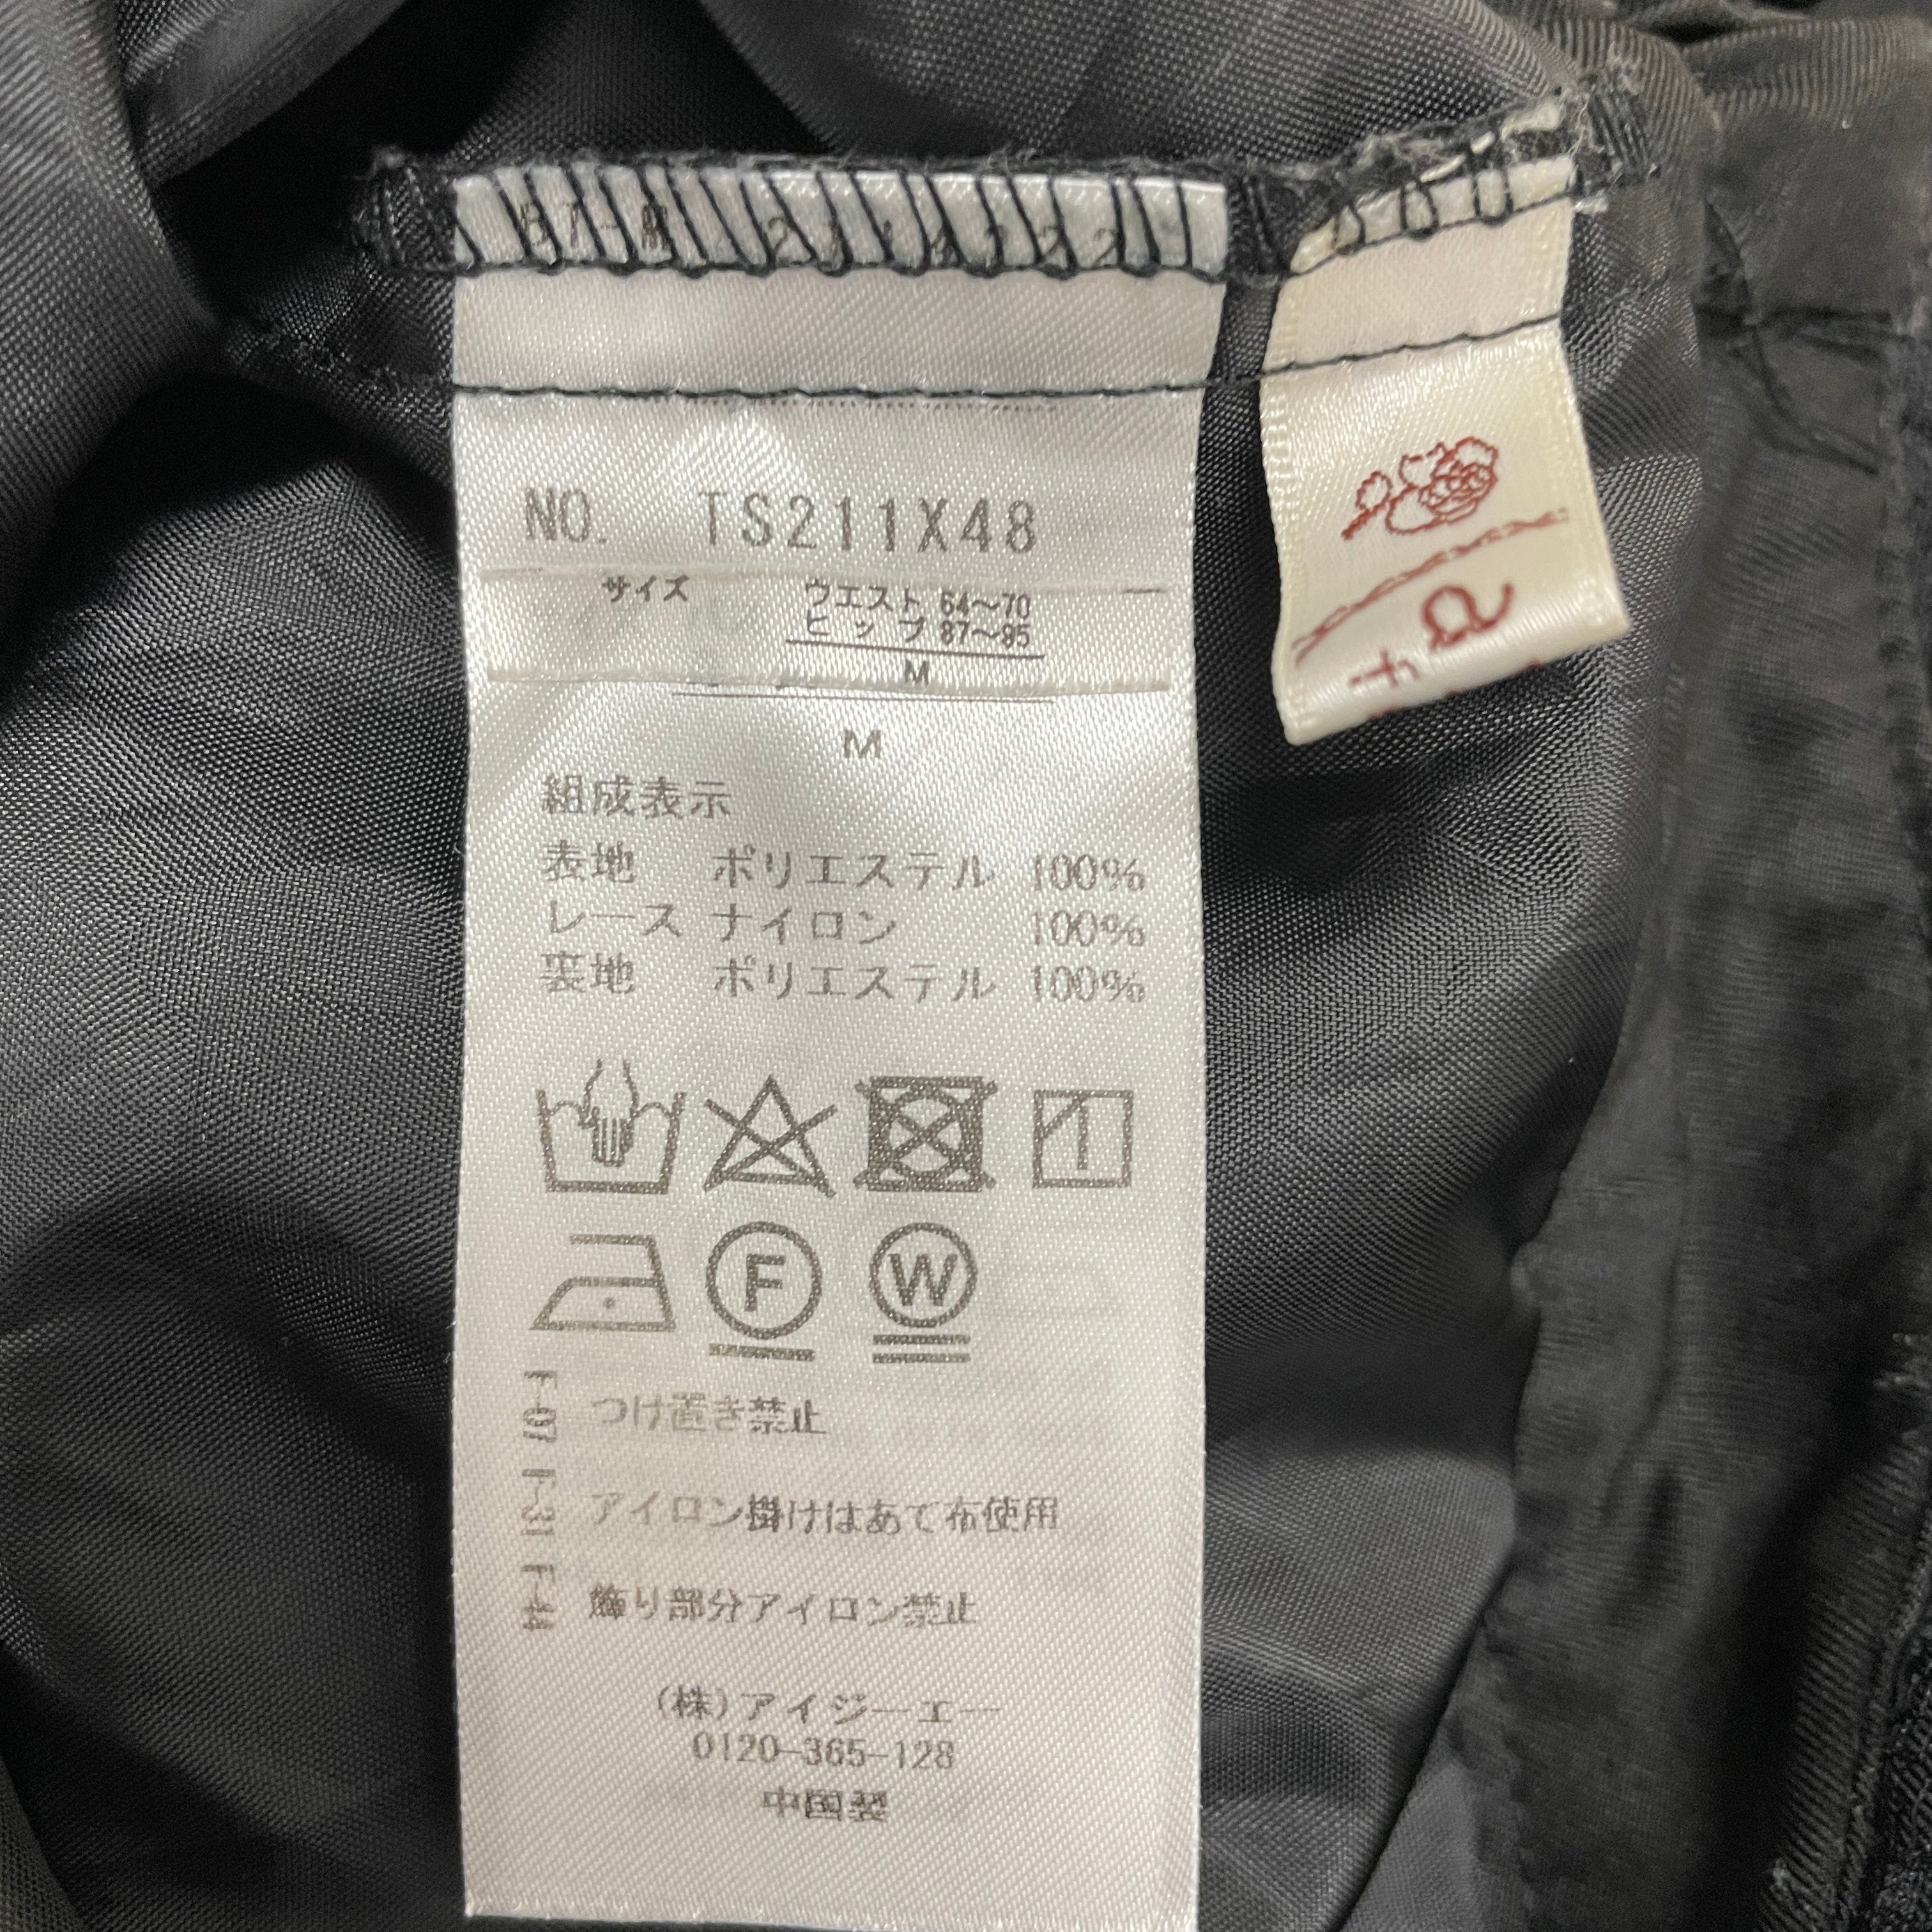 NO. TS211X48
サイズ
ウエスト 64〜70
ヒップ 87〜95
M
M
組成表示
表地 ポリエステル 100%
レース ナイロン 100%
裏地 ポリエステル 100%
F W
F-07 つけ置き禁止
F-31 アイロン掛けはあて布使用
F-44 飾り部分アイロン禁止
(株)アイジーエー
0120-365-128
中国製